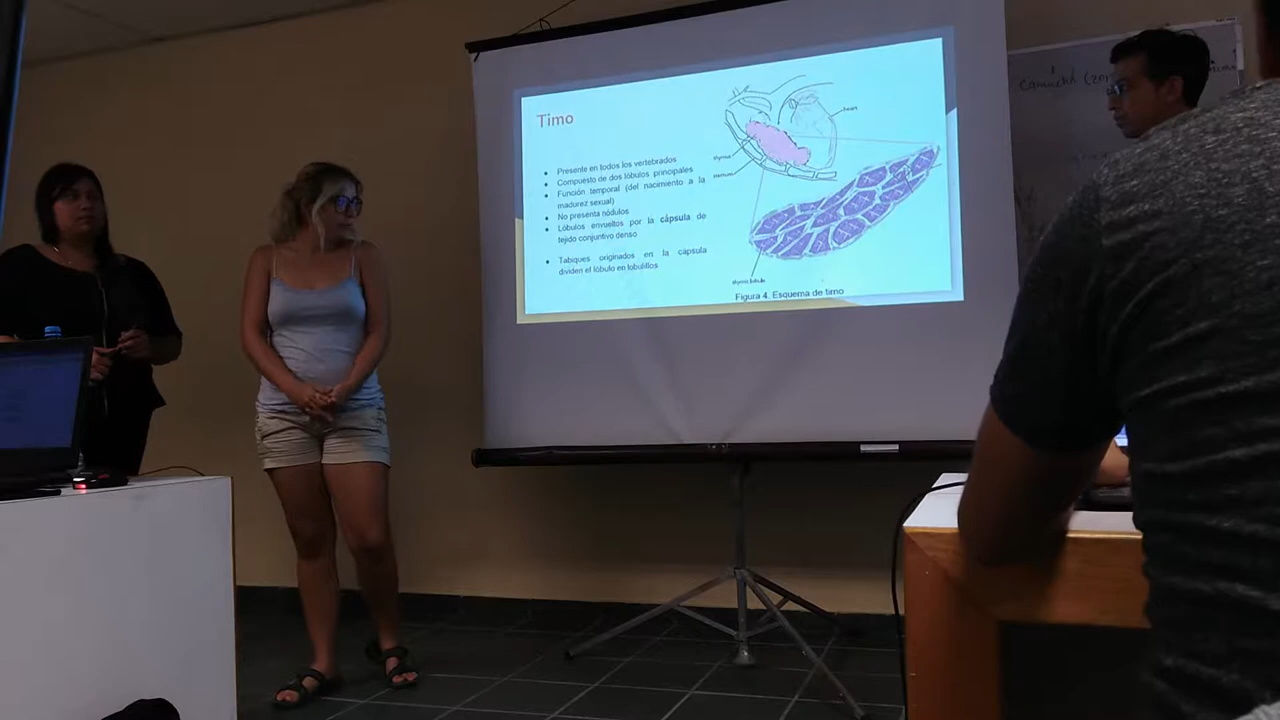 Timo
Presente en todos los vertebrados
Compuesto de dos lóbulos principales
Función temporal (del nacimiento a la
madurez sexual)
No presenta nódulos
Lóbulos envueltos por la cápsula de
tejido conjuntivo denso
Tabiques originados en la cápsula
dividen el lóbulo en lobulillos
heart
thymus
sternum
thymic lobule
Figura 4. Esquema de timo